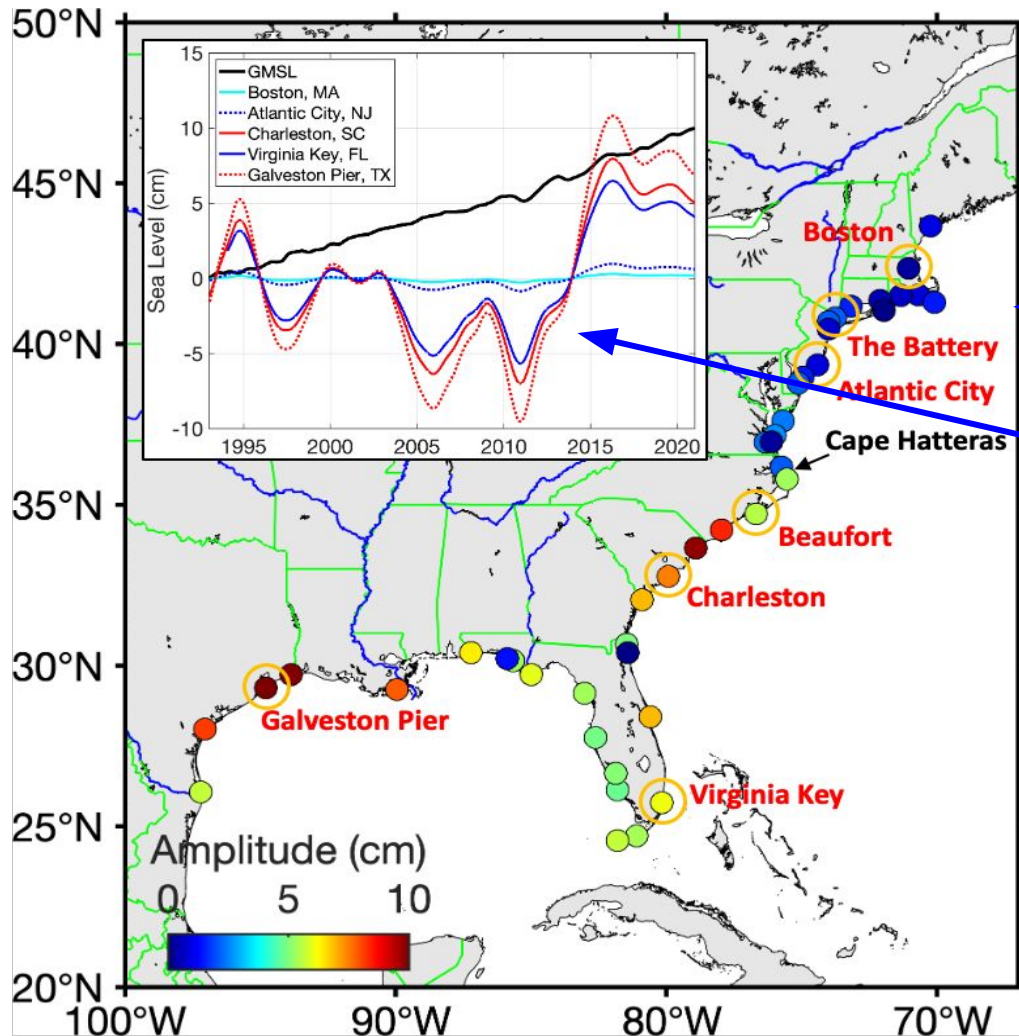 50°N
45°N
40°N
35°N
30°N
25°N
20°N
100°W
90°W
80°W
70°W
15
10
5
0
-5
-10
Sea Level (cm)
1995
2000
2005
2010
2015
2020
GMSL
Boston, MA
Atlantic City, NJ
Charleston, SC
Virginia Key, FL
Galveston Pier, TX
Boston
The Battery
Atlantic City
Cape Hatteras
Beaufort
Charleston
Galveston Pier
Virginia Key
Amplitude (cm)
0 5 10